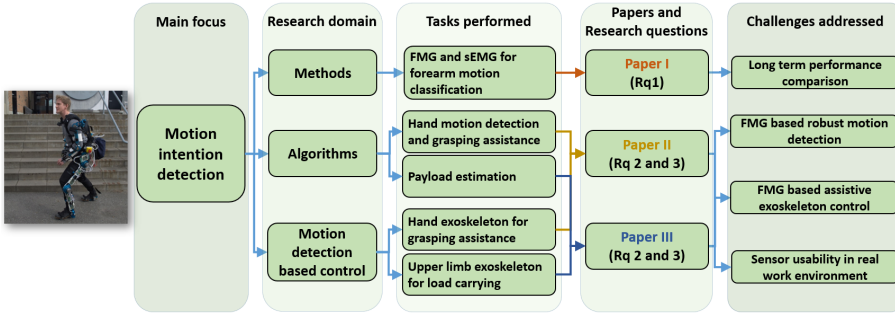 Main focus
Research domain
Tasks performed
Papers and
Research questions
Challenges addressed
Motion
intention
detection
Methods
Algorithms
Motion
detection
based control
FMG and sEMG for
forearm motion
classification
Hand motion detection
and grasping assistance
Payload estimation
Hand exoskeleton for
grasping assistance
Upper limb exoskeleton
for load carrying
Paper I
(Rq1)
Paper II
(Rq 2 and 3)
Paper III
(Rq 2 and 3)
Long term performance
comparison
FMG based robust motion
detection
FMG based assistive
exoskeleton control
Sensor usability in real
work environment